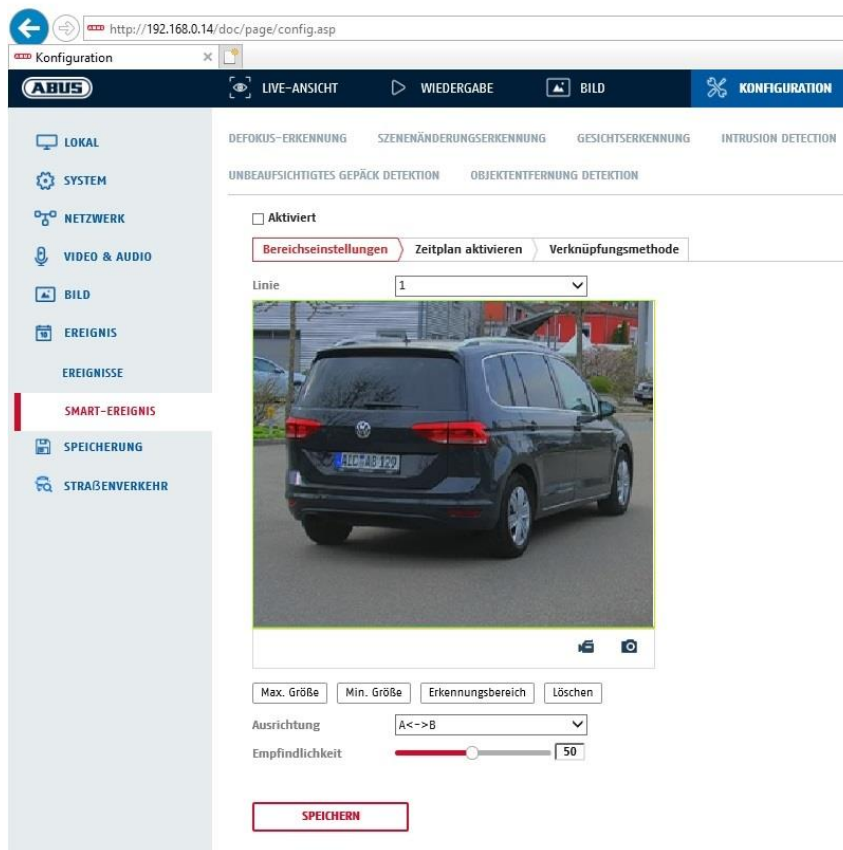 http://192.168.0.14/doc/page/config.asp
Konfiguration
ABUS
LIVE-ANSICHT
WIEDERGABE
BILD
KONFIGURATION
LOKAL
SYSTEM
NETZWERK
VIDEO & AUDIO
BILD
EREIGNIS
EREIGNISSE
SMART-EREIGNIS
SPEICHERUNG
STRAßENVERKEHR
DEFOKUS-ERKENNUNG
SZENENÄNDERUNGSERKENNUNG
GESICHTSERKENNUNG
INTRUSION DETECTION
UNBEAUFSICHTIGTES GEPÄCK DETEKTION
OBJEKTENTFERNUNG DETEKTION
Aktiviert
Bereichseinstellungen
Zeitplan aktivieren
Verknüpfungsmethode
Linie
1
AB 129
Max. Größe
Min. Größe
Erkennungsbereich
Löschen
Ausrichtung
A<->B
Empfindlichkeit
50
SPEICHERN